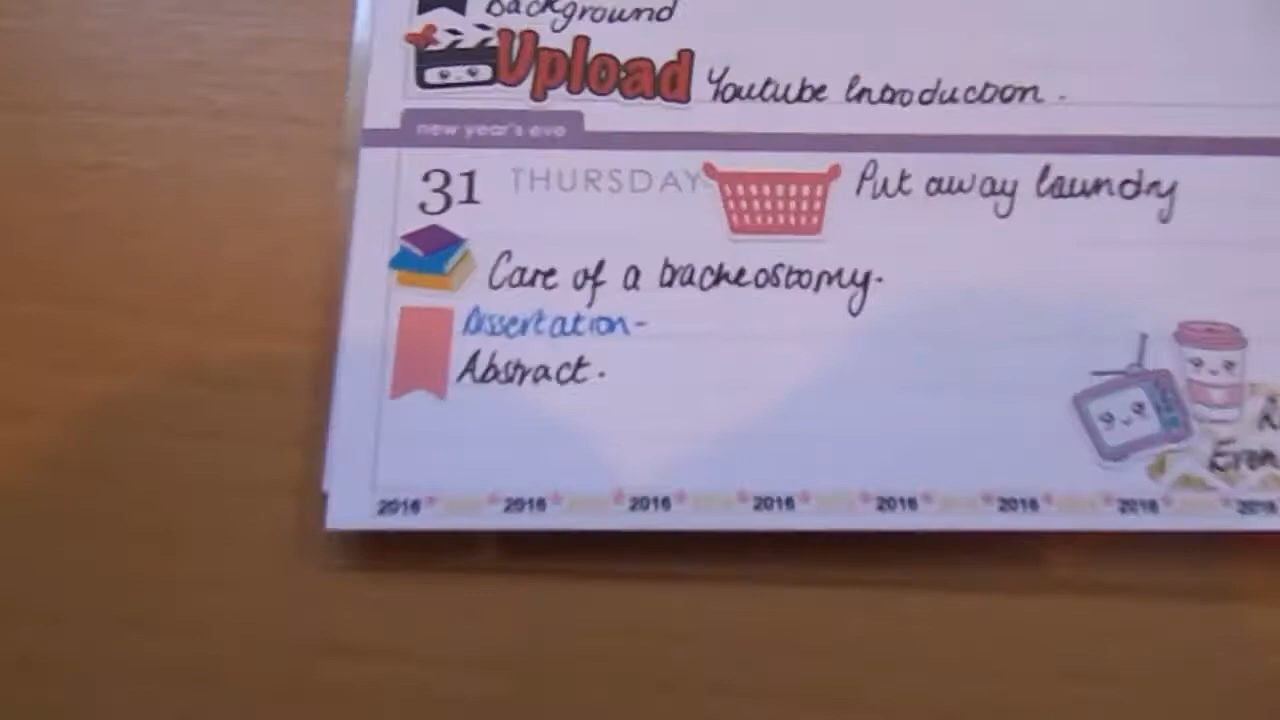 Background
Upload Youtube Introduction.
new year's eve
31 THURSDAY Put away laundry
Care of a tracheostomy.
Dissertation-
Abstract.
2016 2016 2016 2016 2016 2016 2016 2016